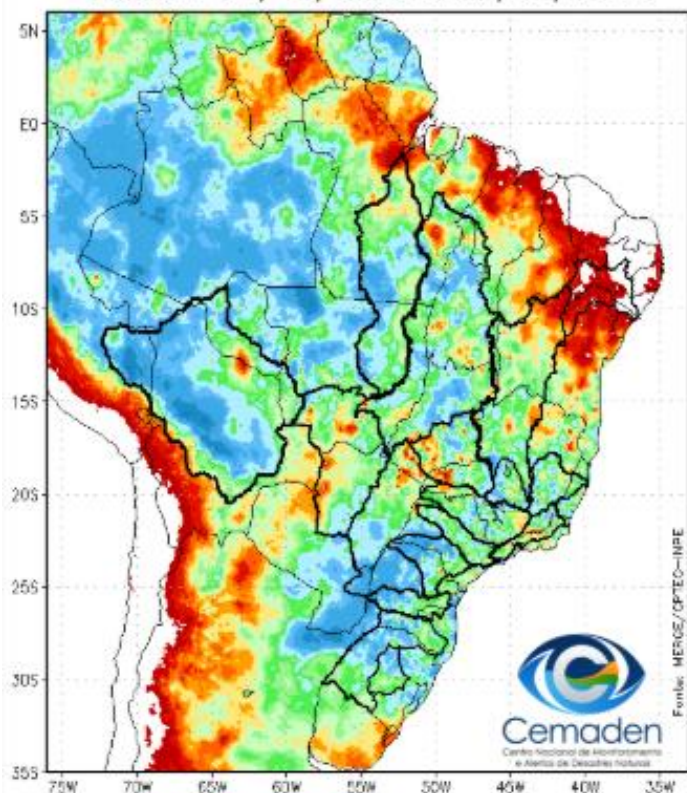 5N
EQ
5S
10S
15S
20S
25S
30S
35S
75W 70W 65W 60W 55W 50W 45W 40W 35W
Fonte: MERGE/CPTEC-INPE
Cemaden
Centro Nacional de Monitoramento
e Alertas de Desastres Naturais